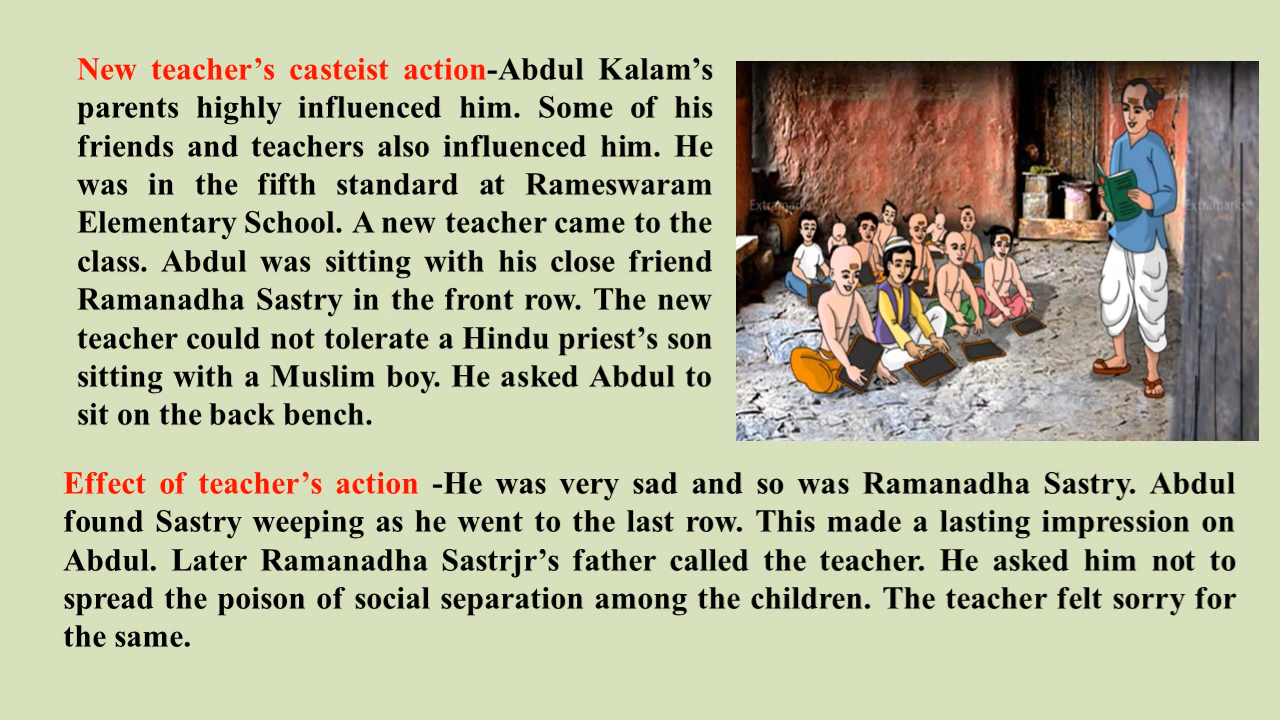 New teacher’s casteist action-Abdul Kalam’s
parents highly influenced him. Some of his
friends and teachers also influenced him. He
was in the fifth standard at Rameswaram
Elementary School. A new teacher came to the
class. Abdul was sitting with his close friend
Ramanadha Sastry in the front row. The new
teacher could not tolerate a Hindu priest’s son
sitting with a Muslim boy. He asked Abdul to
sit on the back bench.
Extramarks
Extramarks
Effect of teacher’s action -He was very sad and so was Ramanadha Sastry. Abdul
found Sastry weeping as he went to the last row. This made a lasting impression on
Abdul. Later Ramanadha Sastrjr’s father called the teacher. He asked him not to
spread the poison of social separation among the children. The teacher felt sorry for
the same.